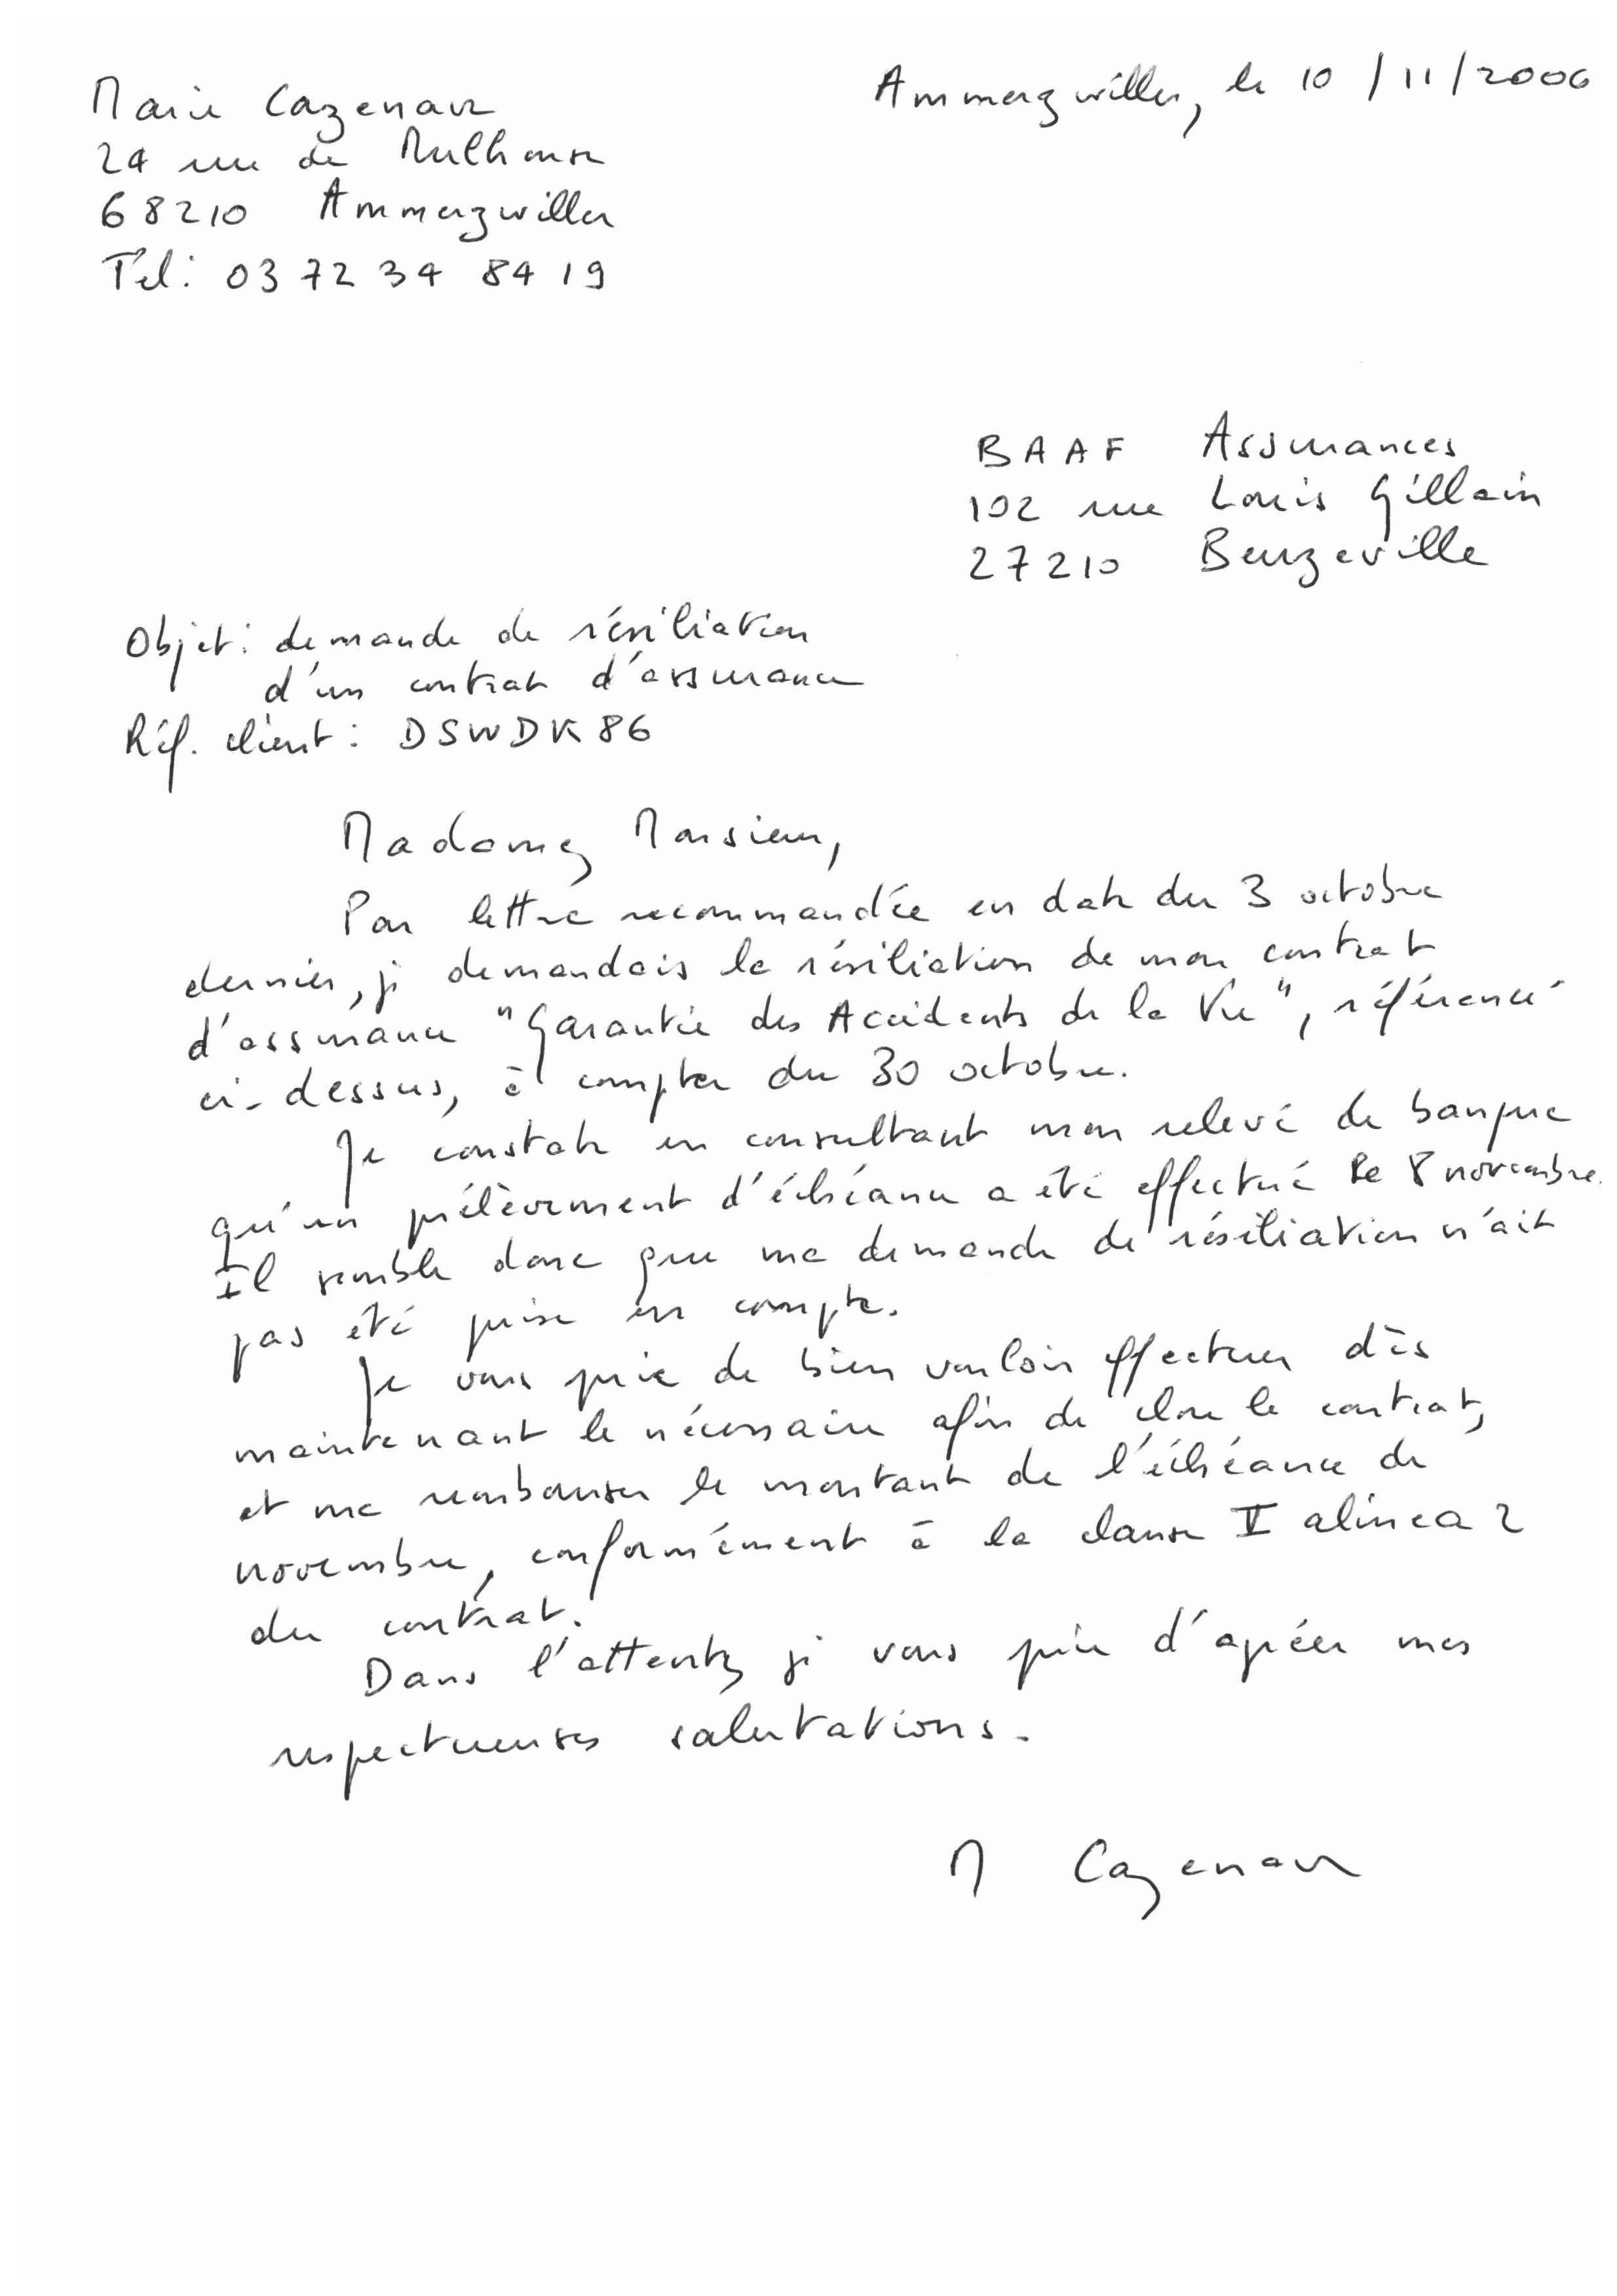 Marie Cazenave
24 rue de Mulhouse
68210 Ammerzwiller
Tél: 03 72 34 84 19
Ammerzwiller, le 10/11/2006
BAAF Assurances
102 rue Louis Gillain
27210 Beuzeville
Objet: demande de résiliation
d'un contrat d'assurance
Réf. client: DSWDK86
Madame, Monsieur,
Par lettre recommandée en date du 3 octobre
dernier, je demandais la résiliation de mon contrat
d'assurance "Garantie des Accidents de la Vie", référencé
ci-dessus, à compter du 30 octobre.
Je constate en consultant mon relevé de banque
qu'un prélèvement d'échéance a été effectué le 8 novembre.
Il semble donc que ma demande de résiliation n'ait
pas été prise en compte.
Je vous prie de bien vouloir effectuer dès
maintenant le nécessaire afin de clore le contrat,
et me rembourser le montant de l'échéance de
novembre, conformément à la clause V alinea 2
du contrat.
Dans l'attente, je vous prie d'agréer mes
respectueuses salutations.
M Cazenave